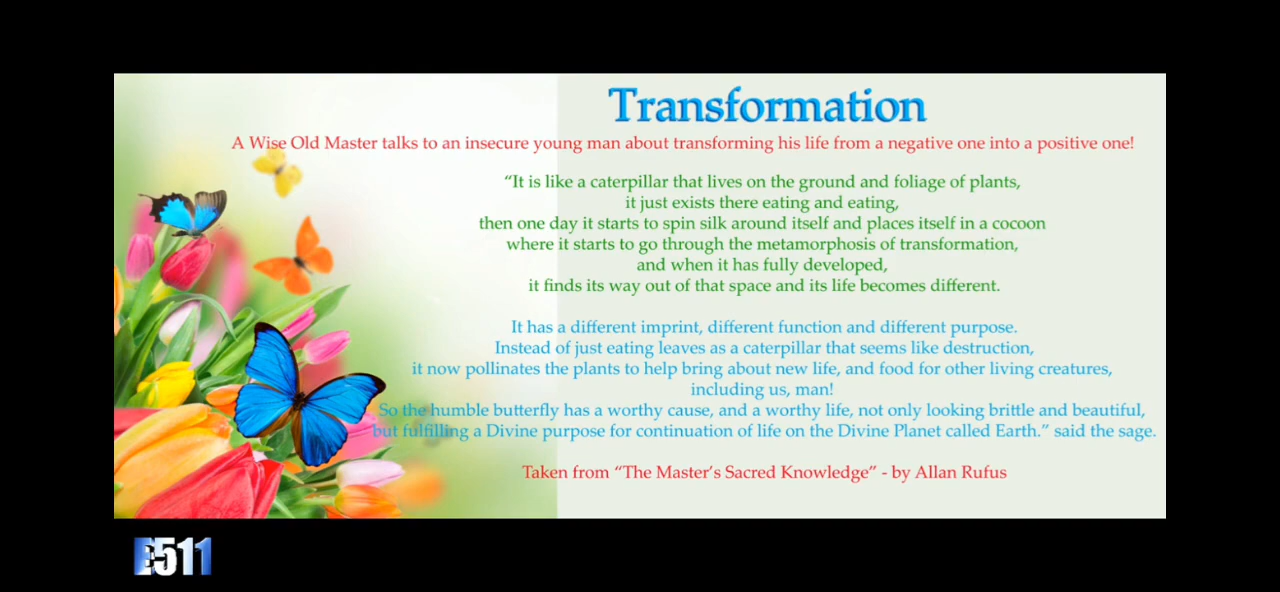 Transformation
A Wise Old Master talks to an insecure young man about transforming his life from a negative one into a positive one!
“It is like a caterpillar that lives on the ground and foliage of plants,
it just exists there eating and eating,
then one day it starts to spin silk around itself and places itself in a cocoon
where it starts to go through the metamorphosis of transformation,
and when it has fully developed,
it finds its way out of that space and its life becomes different.
It has a different imprint, different function and different purpose.
Instead of just eating leaves as a caterpillar that seems like destruction,
it now pollinates the plants to help bring about new life, and food for other living creatures,
including us, man!
So the humble butterfly has a worthy cause, and a worthy life, not only looking brittle and beautiful,
but fulfilling a Divine purpose for continuation of life on the Divine Planet called Earth.” said the sage.
Taken from “The Master’s Sacred Knowledge” - by Allan Rufus
E511